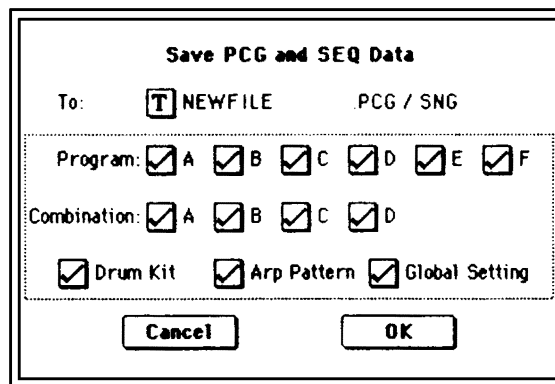 Save PCG and SEQ Data
To: T NEWFILE .PCG / SNG
Program: A B C D E F
Combination: A B C D
Drum Kit Arp Pattern Global Setting
Cancel OK